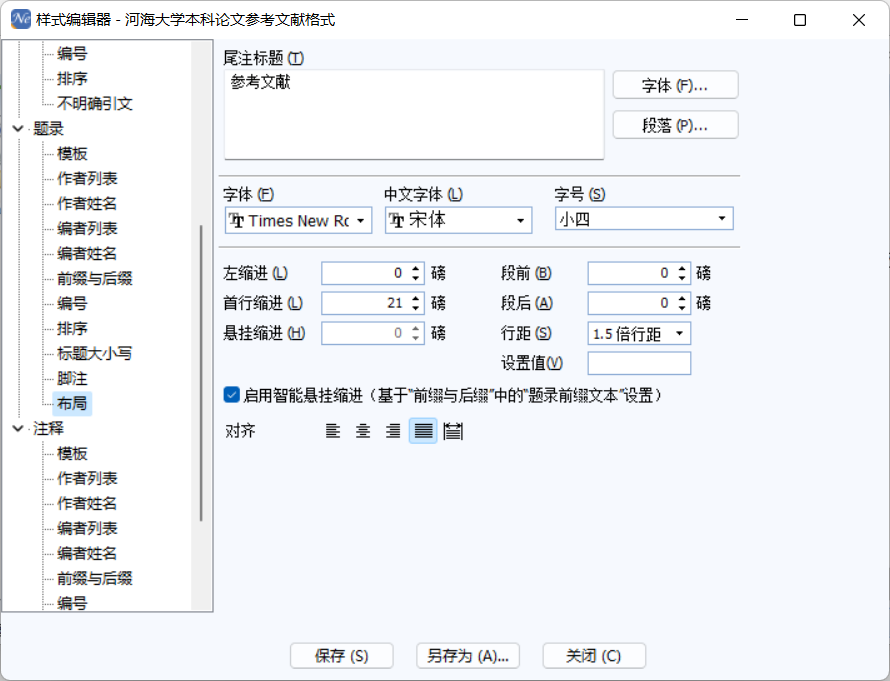 样式编辑器 - 河海大学本科论文参考文献格式
编号
排序
不明确引文
题录
模板
作者列表
作者姓名
编者列表
编者姓名
前缀与后缀
编号
排序
标题大小写
脚注
布局
注释
模板
作者列表
作者姓名
编者列表
编者姓名
前缀与后缀
编号
尾注标题 (T)
参考文献
字体 (F)...
段落 (P)...
字体 (F) 中文字体 (L) 字号 (S)
Times New Rc 宋体 小四
左缩进 (L) 0 磅 段前 (B) 0 磅
首行缩进 (L) 21 磅 段后 (A) 0 磅
悬挂缩进 (H) 0 磅 行距 (S) 1.5 倍行距
设置值(V)
启用智能悬挂缩进（基于“前缀与后缀”中的“题录前缀文本”设置）
对齐
保存 (S) 另存为 (A)... 关闭 (C)